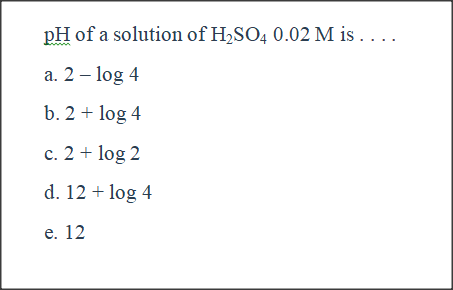 pH of a solution of H₂SO₄ 0.02 M is . . . .
a. 2 – log 4
b. 2 + log 4
c. 2 + log 2
d. 12 + log 4
e. 12